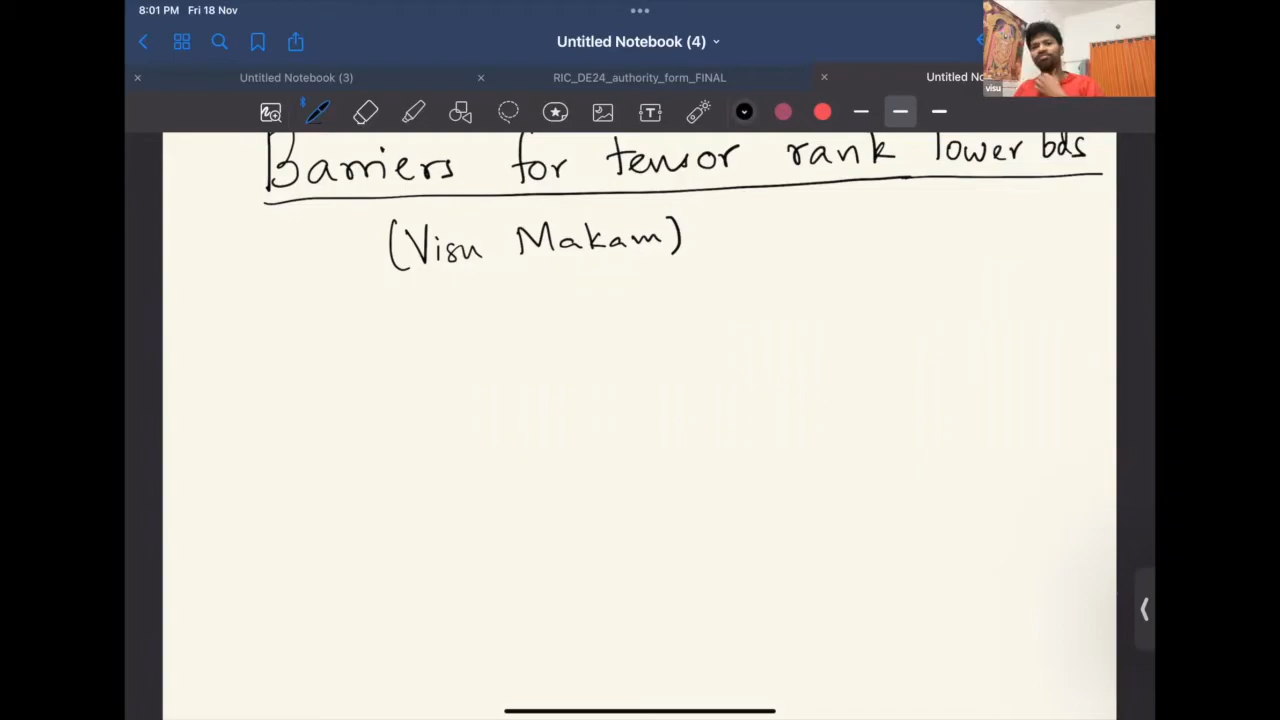 8:01 PM Fri 18 Nov
Untitled Notebook (4)
Untitled Notebook (3)
RIC_DE24_authority_form_FINAL
Untitled
visu
Barriers for tensor rank lower bds
(Visu Makam)